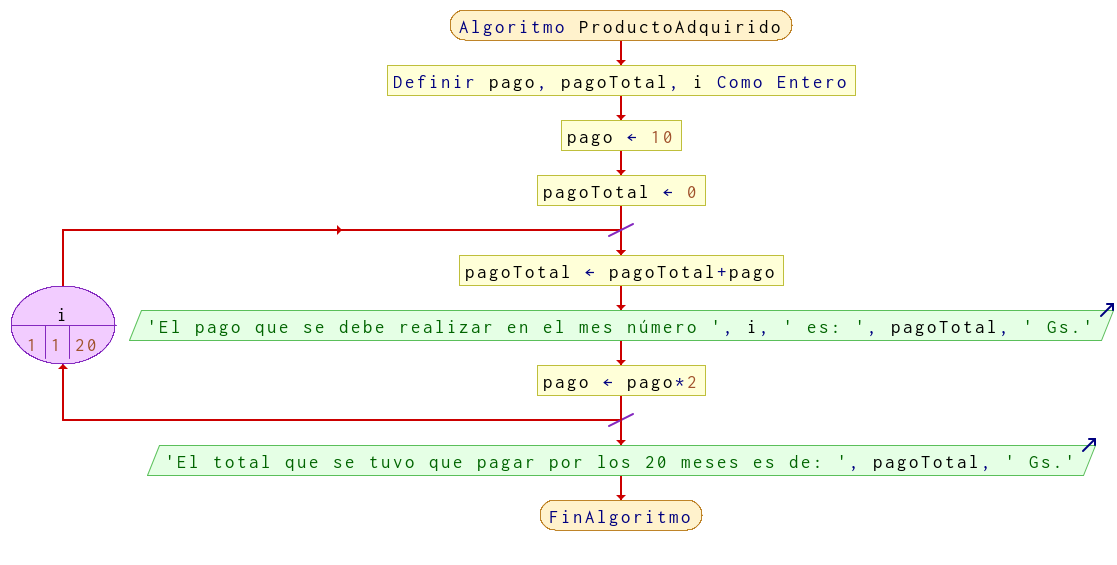 Algoritmo ProductoAdquirido
Definir pago, pagoTotal, i Como Entero
pago ← 10
pagoTotal ← 0
pagoTotal ← pagoTotal+pago
i
1 1 20
'El pago que se debe realizar en el mes número ', i, ' es: ', pagoTotal, ' Gs.'
pago ← pago*2
'El total que se tuvo que pagar por los 20 meses es de: ', pagoTotal, ' Gs.'
FinAlgoritmo